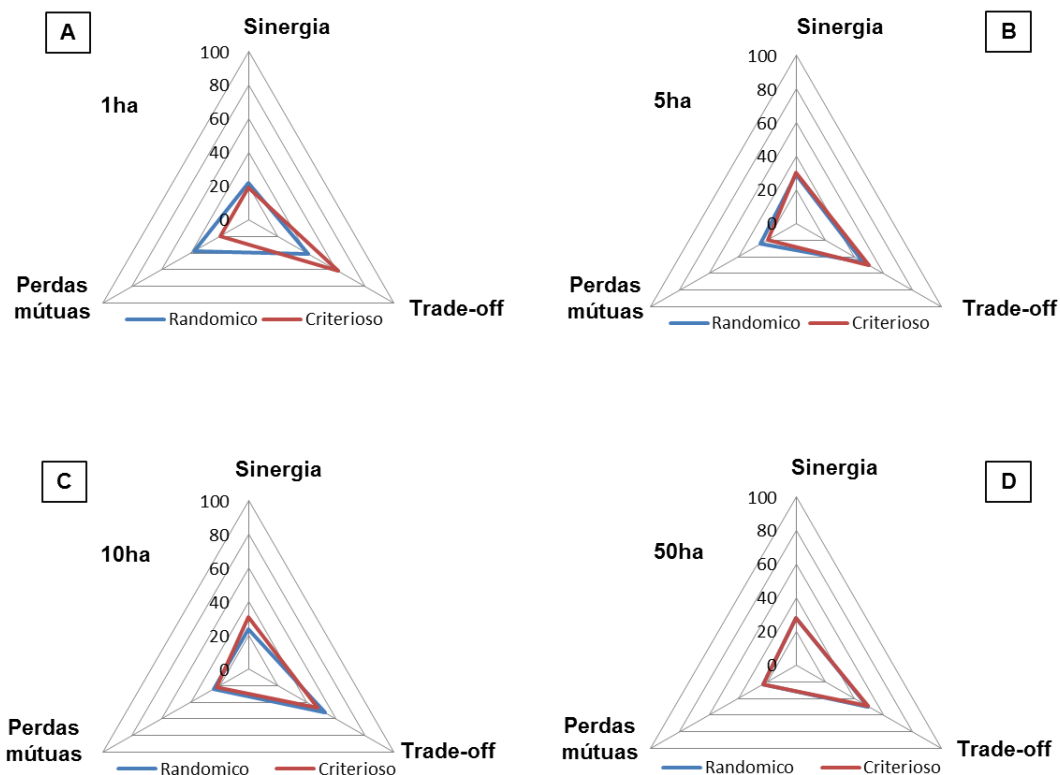 A
Sinergia
1ha
100
80
60
40
20
0
Perdas
mútuas
Trade-off
Randomico
Criterioso
B
Sinergia
5ha
100
80
60
40
20
0
Perdas
mútuas
Trade-off
Randomico
Criterioso
C
Sinergia
10ha
100
80
60
40
20
0
Perdas
mútuas
Trade-off
Randomico
Criterioso
D
Sinergia
50ha
100
80
60
40
20
0
Perdas
mútuas
Trade-off
Randomico
Criterioso